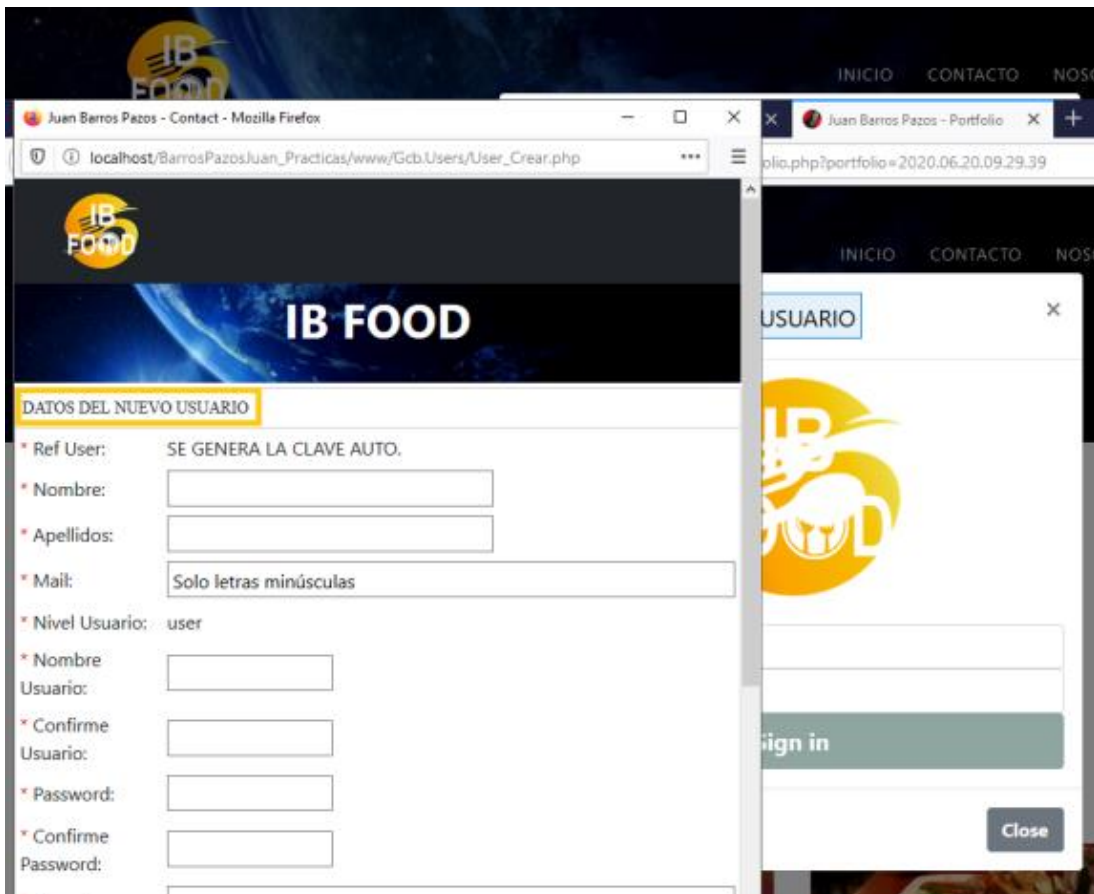 IB
FOOD
INICIO CONTACTO
Juan Barros Pazos - Contact - Mozilla Firefox
Juan Barros Pazos - Portfolio
localhost/BarrosPazosJuan_Practicas/www/Gcb.Users/User_Crear.php
olio.php?portfolio=2020.06.20.09.29.39
IB
FOOD
INICIO CONTACTO
IB FOOD
USUARIO
DATOS DEL NUEVO USUARIO
* Ref User: SE GENERA LA CLAVE AUTO.
* Nombre:
* Apellidos:
* Mail: Solo letras minúsculas
* Nivel Usuario: user
* Nombre
Usuario:
* Confirme
Usuario:
Sign in
* Password:
* Confirme
Password:
Close